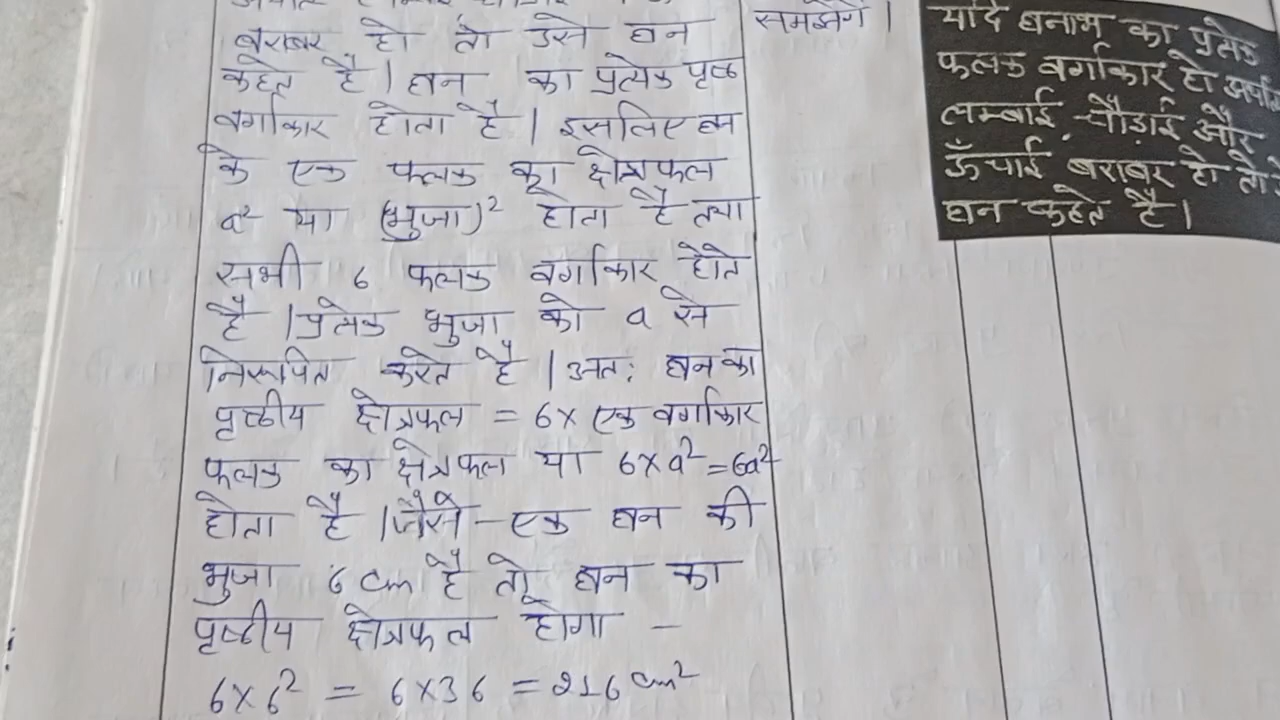 बराबर हो तो उसे घन
कहते है। घन का प्रत्येक पृष्ठ
वर्गाकार होता है। इसलिए घन
के एक फलक का क्षेत्रफल
a² या (भुजा)² होता है तथा
सभी 6 फलक वर्गाकार होते
है। प्रत्येक भुजा को a से
निरूपित करते है। अतः घन का
पृष्ठीय क्षेत्रफल = 6× एक वर्गाकार
फलक का क्षेत्रफल या 6×a²=6a²
होता है। जैसे - एक घन की
भुजा 6 cm है तो घन का
पृष्ठीय क्षेत्रफल होगा –
6×6² = 6×36 = 216 cm²
समझेंगे।
यदि घनाभ का प्रत्येक
फलक वर्गाकार हो अर्थात
लम्बाई, चौड़ाई और
ऊँचाई बराबर हो तो
घन कहते है।